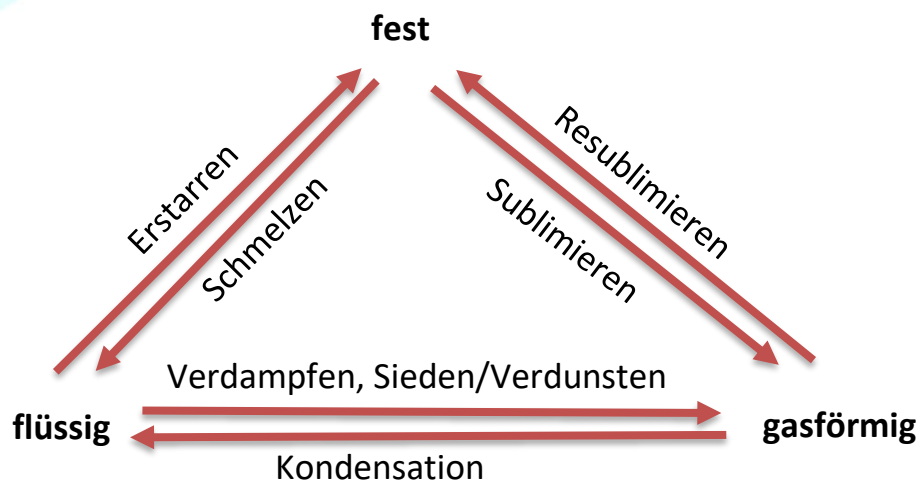 fest
Erstarren
Schmelzen
Sublimieren
Resublimieren
Verdampfen, Sieden/Verdunsten
flüssig
gasförmig
Kondensation